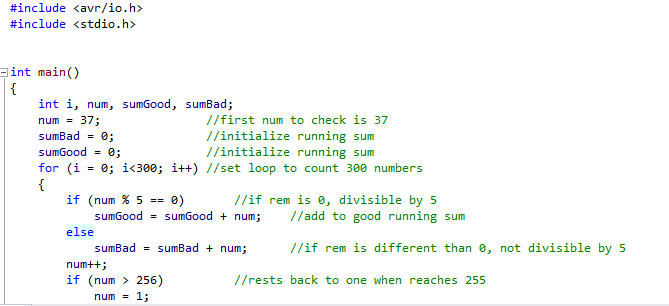 #include <avr/io.h>
#include <stdio.h>
int main()
{
int i, num, sumGood, sumBad;
num = 37; //first num to check is 37
sumBad = 0; //initialize running sum
sumGood = 0; //initialize running sum
for (i = 0; i<300; i++) //set loop to count 300 numbers
{
if (num % 5 == 0) //if rem is 0, divisible by 5
sumGood = sumGood + num; //add to good running sum
else
sumBad = sumBad + num; //if rem is different than 0, not divisible by 5
num++;
if (num > 256) //rests back to one when reaches 255
num = 1;